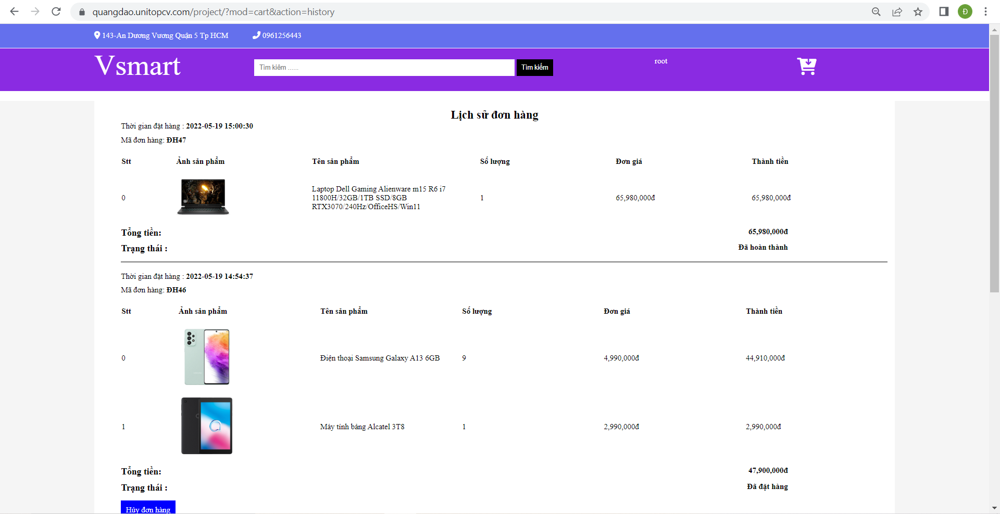 quangdao.unitopcv.com/project/?mod=cart&action=history
Đ
143-An Dương Vương Quận 5 Tp HCM 0961256443
Vsmart
Tìm kiếm ...... Tìm kiếm
root
Lịch sử đơn hàng
Thời gian đặt hàng : 2022-05-19 15:00:30
Mã đơn hàng: ĐH47
Stt Ảnh sản phẩm Tên sản phẩm Số lượng Đơn giá Thành tiền
0 Laptop Dell Gaming Alienware m15 R6 i7
11800H/32GB/1TB SSD/8GB
RTX3070/240Hz/OfficeHS/Win11 1 65,980,000đ 65,980,000đ
Tổng tiền: 65,980,000đ
Trạng thái : Đã hoàn thành
Thời gian đặt hàng : 2022-05-19 14:54:37
Mã đơn hàng: ĐH46
Stt Ảnh sản phẩm Tên sản phẩm Số lượng Đơn giá Thành tiền
0 Điện thoại Samsung Galaxy A13 6GB 9 4,990,000đ 44,910,000đ
1 Máy tính bảng Alcatel 3T8 1 2,990,000đ 2,990,000đ
Tổng tiền: 47,900,000đ
Trạng thái : Đã đặt hàng
Hủy đơn hàng